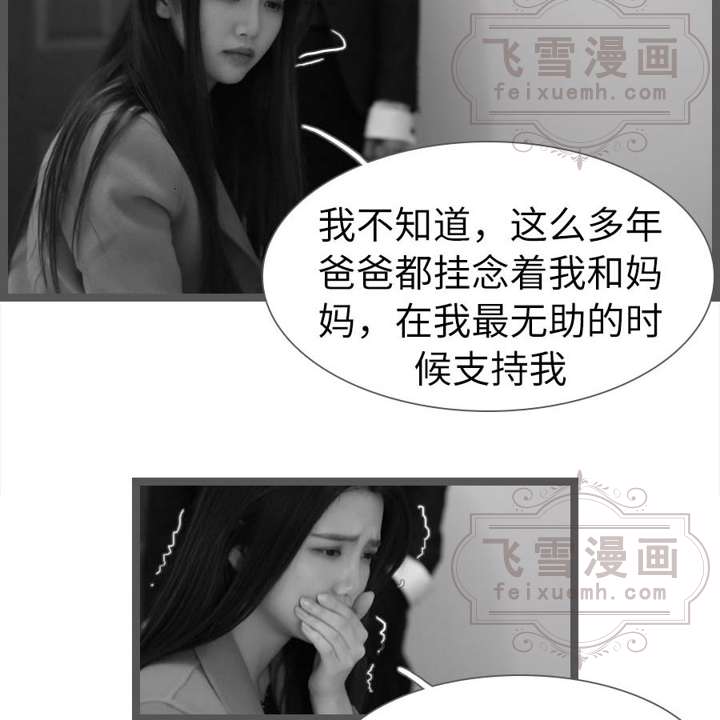 飞雪漫画
feixuemh.com
我不知道，这么多年
爸爸都挂念着我和妈
妈，在我最无助的时
候支持我
飞雪漫画
feixuemh.com